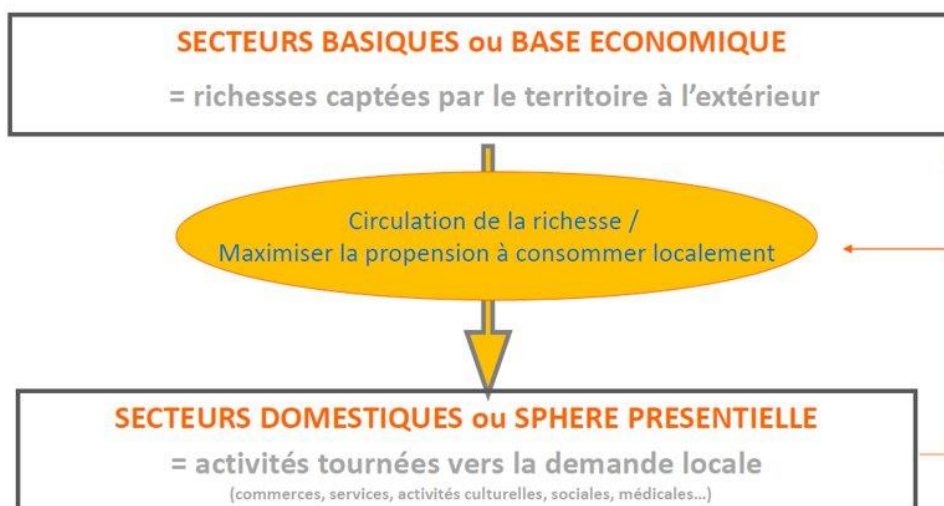 SECTEURS BASIQUES ou BASE ECONOMIQUE
= richesses captées par le territoire à l’extérieur
Circulation de la richesse /
Maximiser la propension à consommer localement
SECTEURS DOMESTIQUES ou SPHERE PRESENTIELLE
= activités tournées vers la demande locale
(commerces, services, activités culturelles, sociales, médicales…)